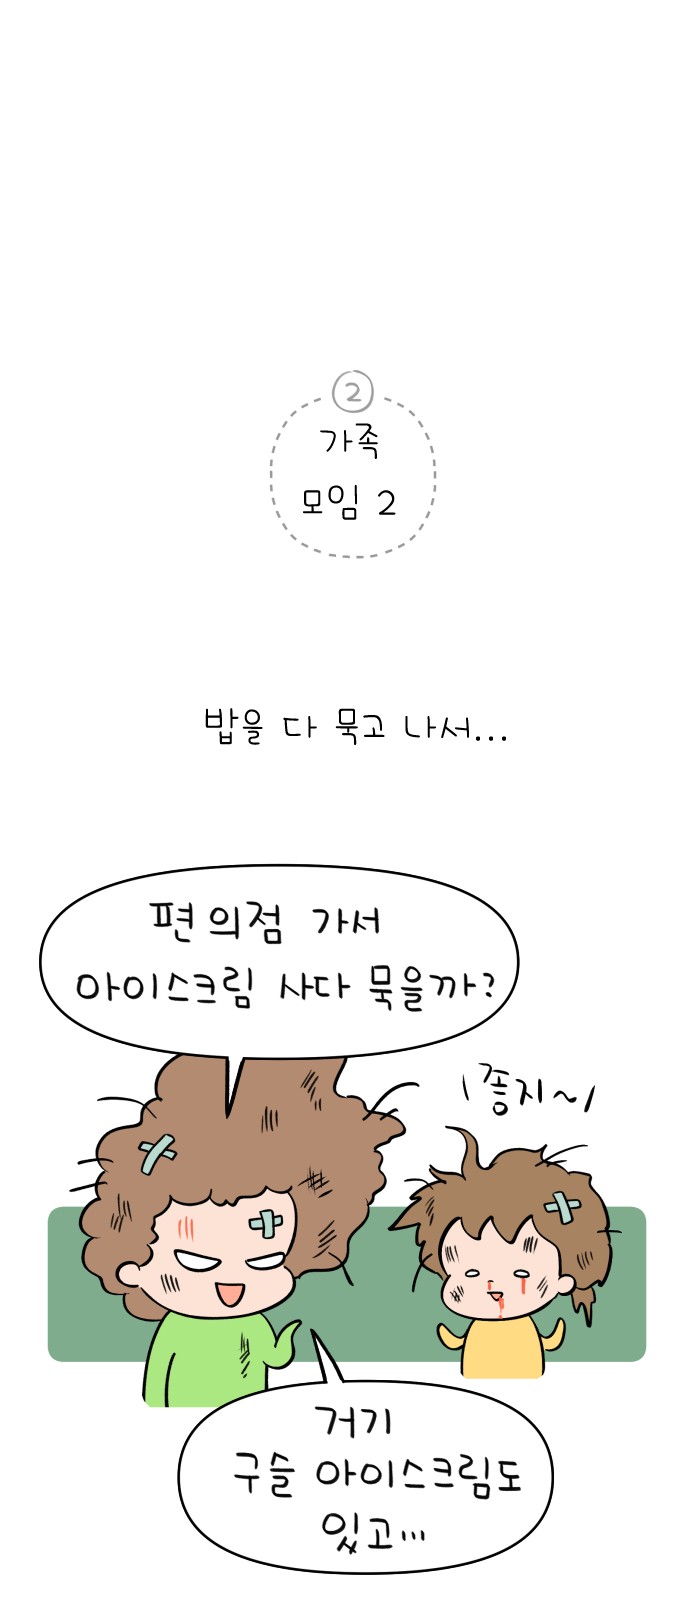 2
가족
모임 2
밥을 다 묵고 나서...
편의점 가서
아이스크림 사다 묵을까?
좋지~
거기
구슬 아이스크림도
있고...